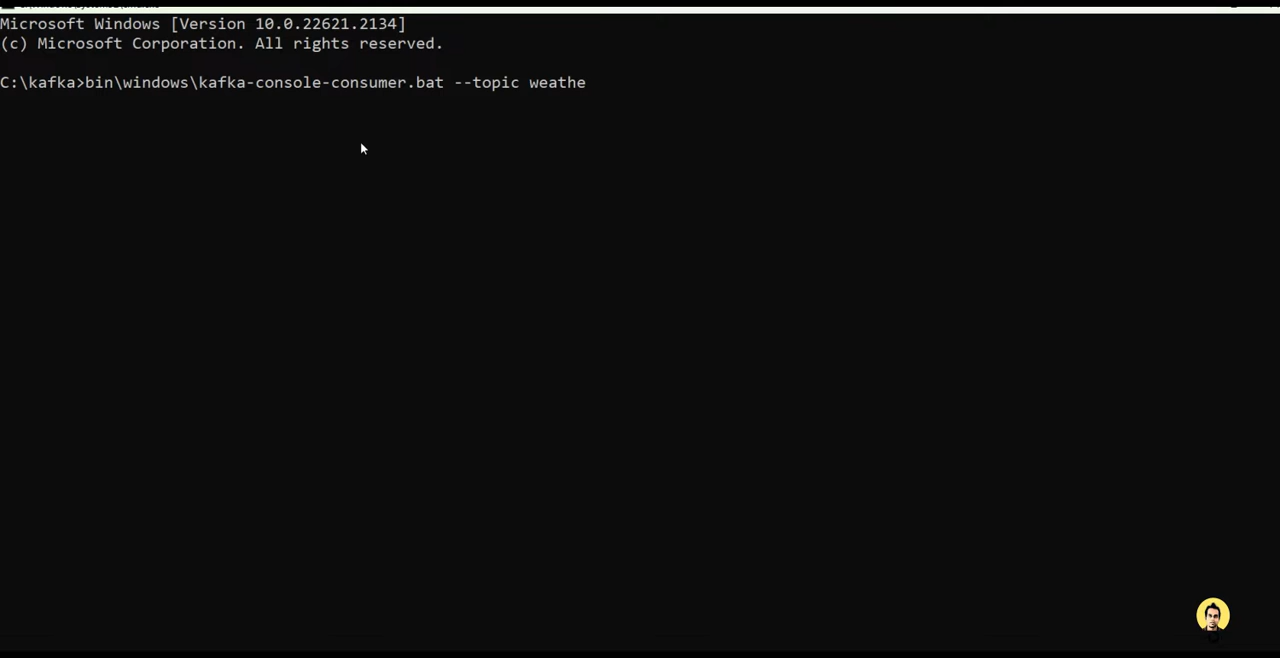 Microsoft Windows [Version 10.0.22621.2134]
(c) Microsoft Corporation. All rights reserved.
C:\kafka>bin\windows\kafka-console-consumer.bat --topic weathe